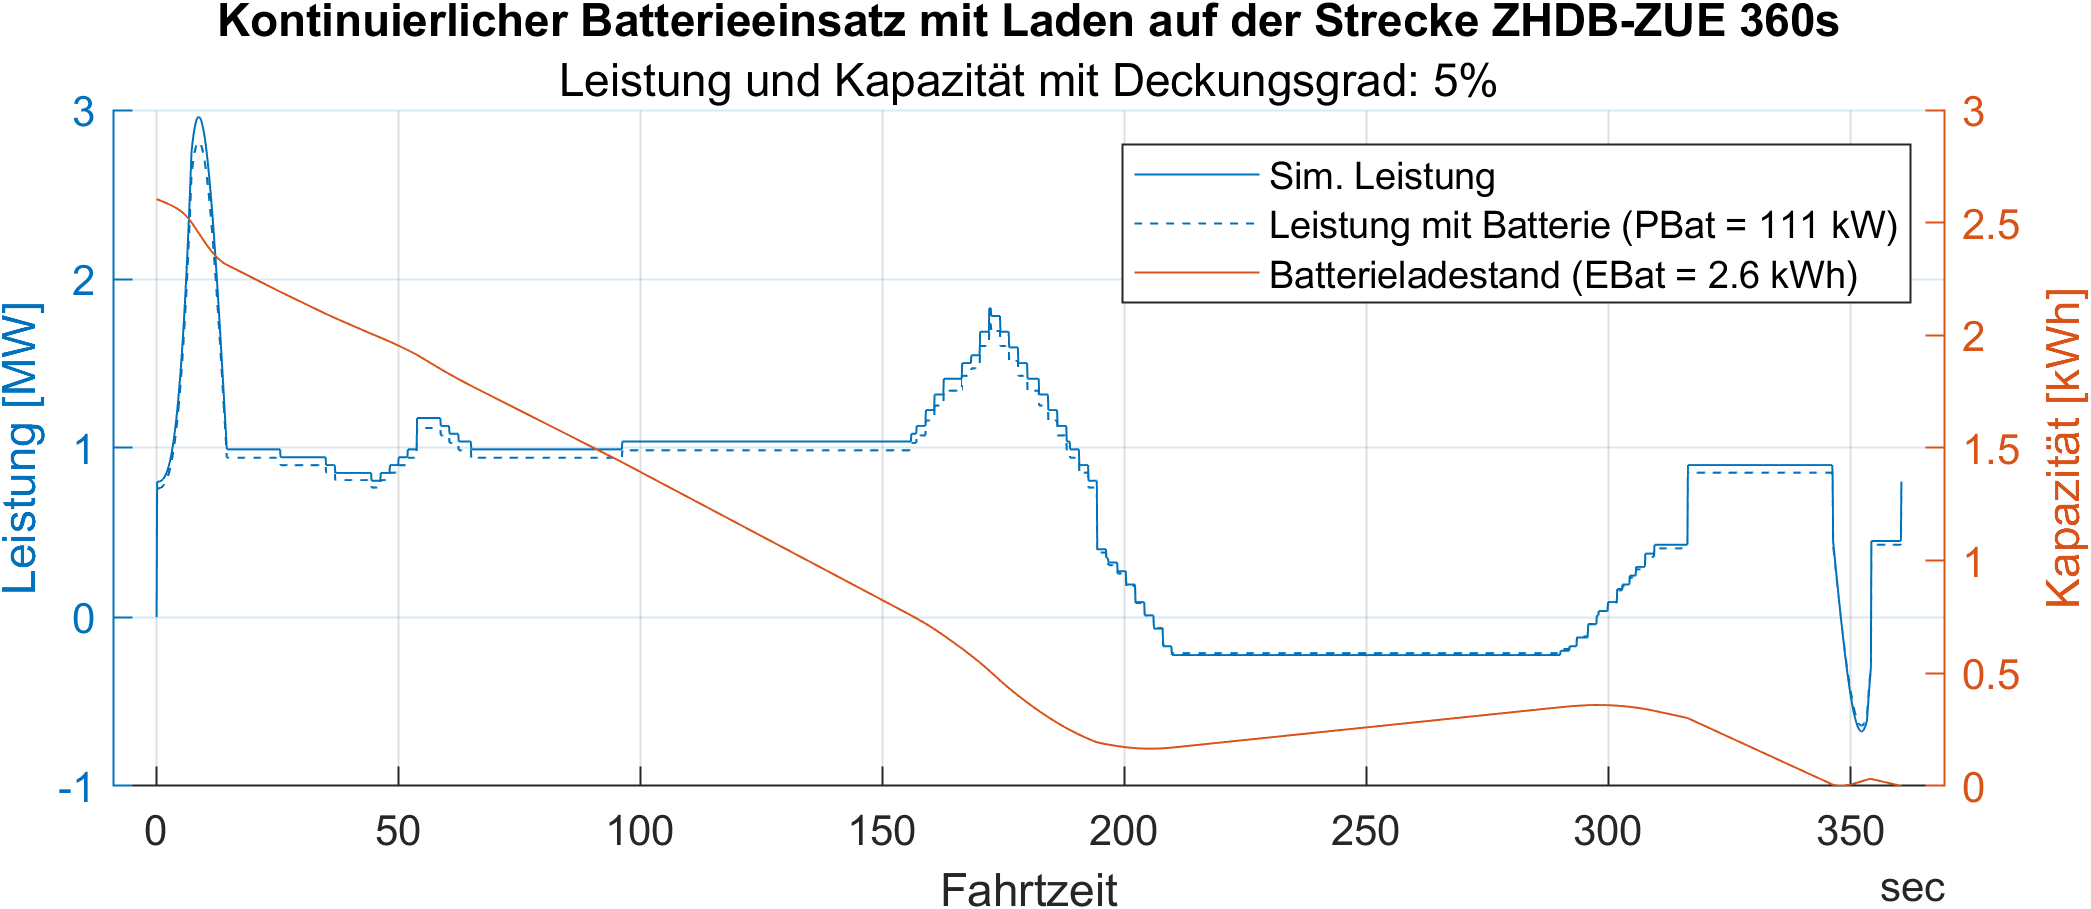 Kontinuierlicher Batterieeinsatz mit Laden auf der Strecke ZHDB-ZUE 360s
Leistung und Kapazität mit Deckungsgrad: 5%
Leistung [MW]
3
2
1
0
-1
Sim. Leistung
Leistung mit Batterie (PBat = 111 kW)
Batterieladestand (EBat = 2.6 kWh)
3
2.5
2
1.5
1
0.5
0
Kapazität [kWh]
0 50 100 150 200 250 300 350
Fahrtzeit
sec